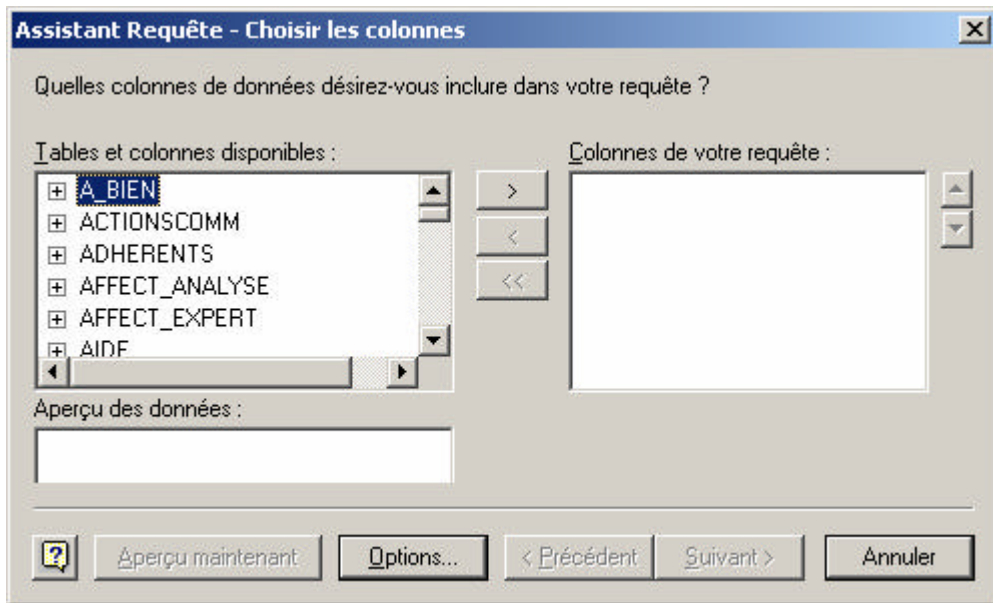 Assistant Requête - Choisir les colonnes
Quelles colonnes de données désirez-vous inclure dans votre requête ?
Tables et colonnes disponibles :
A_BIEN
ACTIONSCOMM
ADHERENTS
AFFECT_ANALYSE
AFFECT_EXPERT
AIDE
>
<
<<
Colonnes de votre requête :
Aperçu des données :
?
Aperçu maintenant
Options...
< Précédent
Suivant >
Annuler